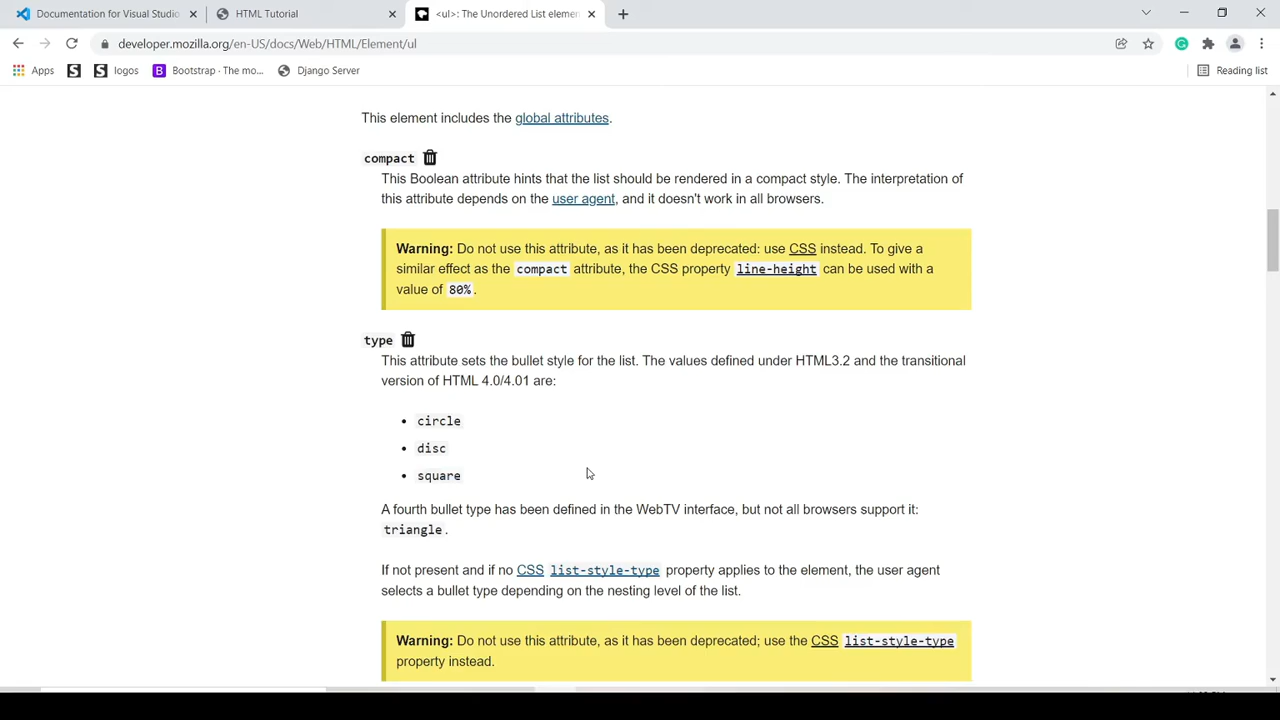 Documentation for Visual Studio
HTML Tutorial
<ul>: The Unordered List elemen
developer.mozilla.org/en-US/docs/Web/HTML/Element/ul
Apps
logos
Bootstrap · The mo...
Django Server
Reading list
This element includes the global attributes.
compact
This Boolean attribute hints that the list should be rendered in a compact style. The interpretation of
this attribute depends on the user agent, and it doesn't work in all browsers.
Warning: Do not use this attribute, as it has been deprecated: use CSS instead. To give a
similar effect as the compact attribute, the CSS property line-height can be used with a
value of 80%.
type
This attribute sets the bullet style for the list. The values defined under HTML3.2 and the transitional
version of HTML 4.0/4.01 are:
• circle
• disc
• square
A fourth bullet type has been defined in the WebTV interface, but not all browsers support it:
triangle.
If not present and if no CSS list-style-type property applies to the element, the user agent
selects a bullet type depending on the nesting level of the list.
Warning: Do not use this attribute, as it has been deprecated; use the CSS list-style-type
property instead.